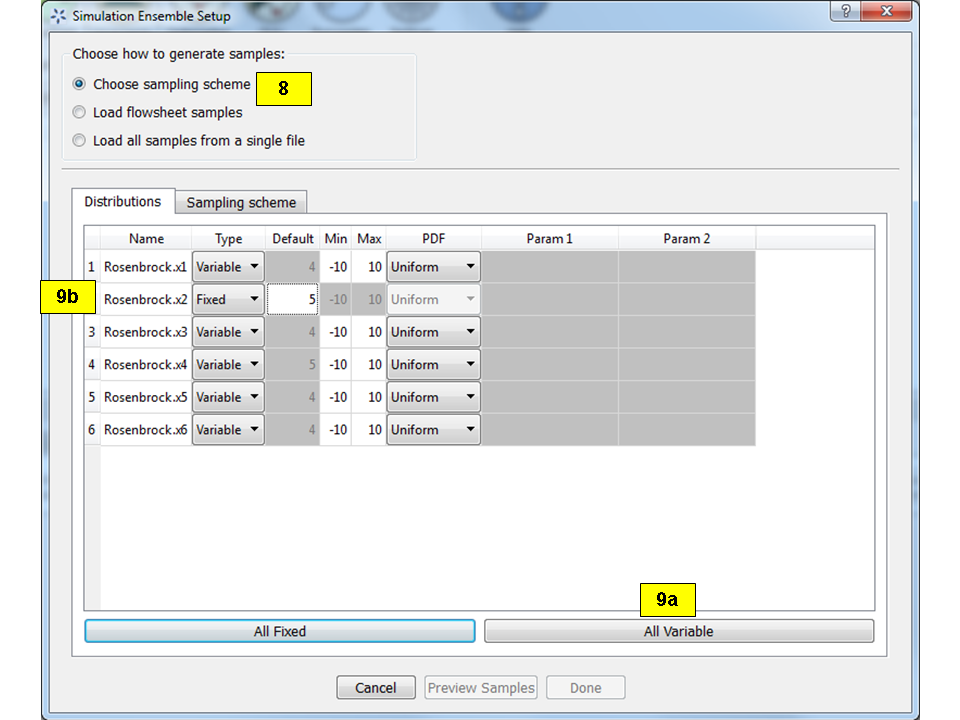 Simulation Ensemble Setup
?
Choose how to generate samples:
Choose sampling scheme
8
Load flowsheet samples
Load all samples from a single file
Distributions Sampling scheme
Name Type Default Min Max PDF Param 1 Param 2
1 Rosenbrock.x1 Variable 4 -10 10 Uniform
9b Rosenbrock.x2 Fixed 5 -10 10 Uniform
3 Rosenbrock.x3 Variable 4 -10 10 Uniform
4 Rosenbrock.x4 Variable 5 -10 10 Uniform
5 Rosenbrock.x5 Variable 4 -10 10 Uniform
6 Rosenbrock.x6 Variable 4 -10 10 Uniform
9a
All Fixed All Variable
Cancel Preview Samples Done